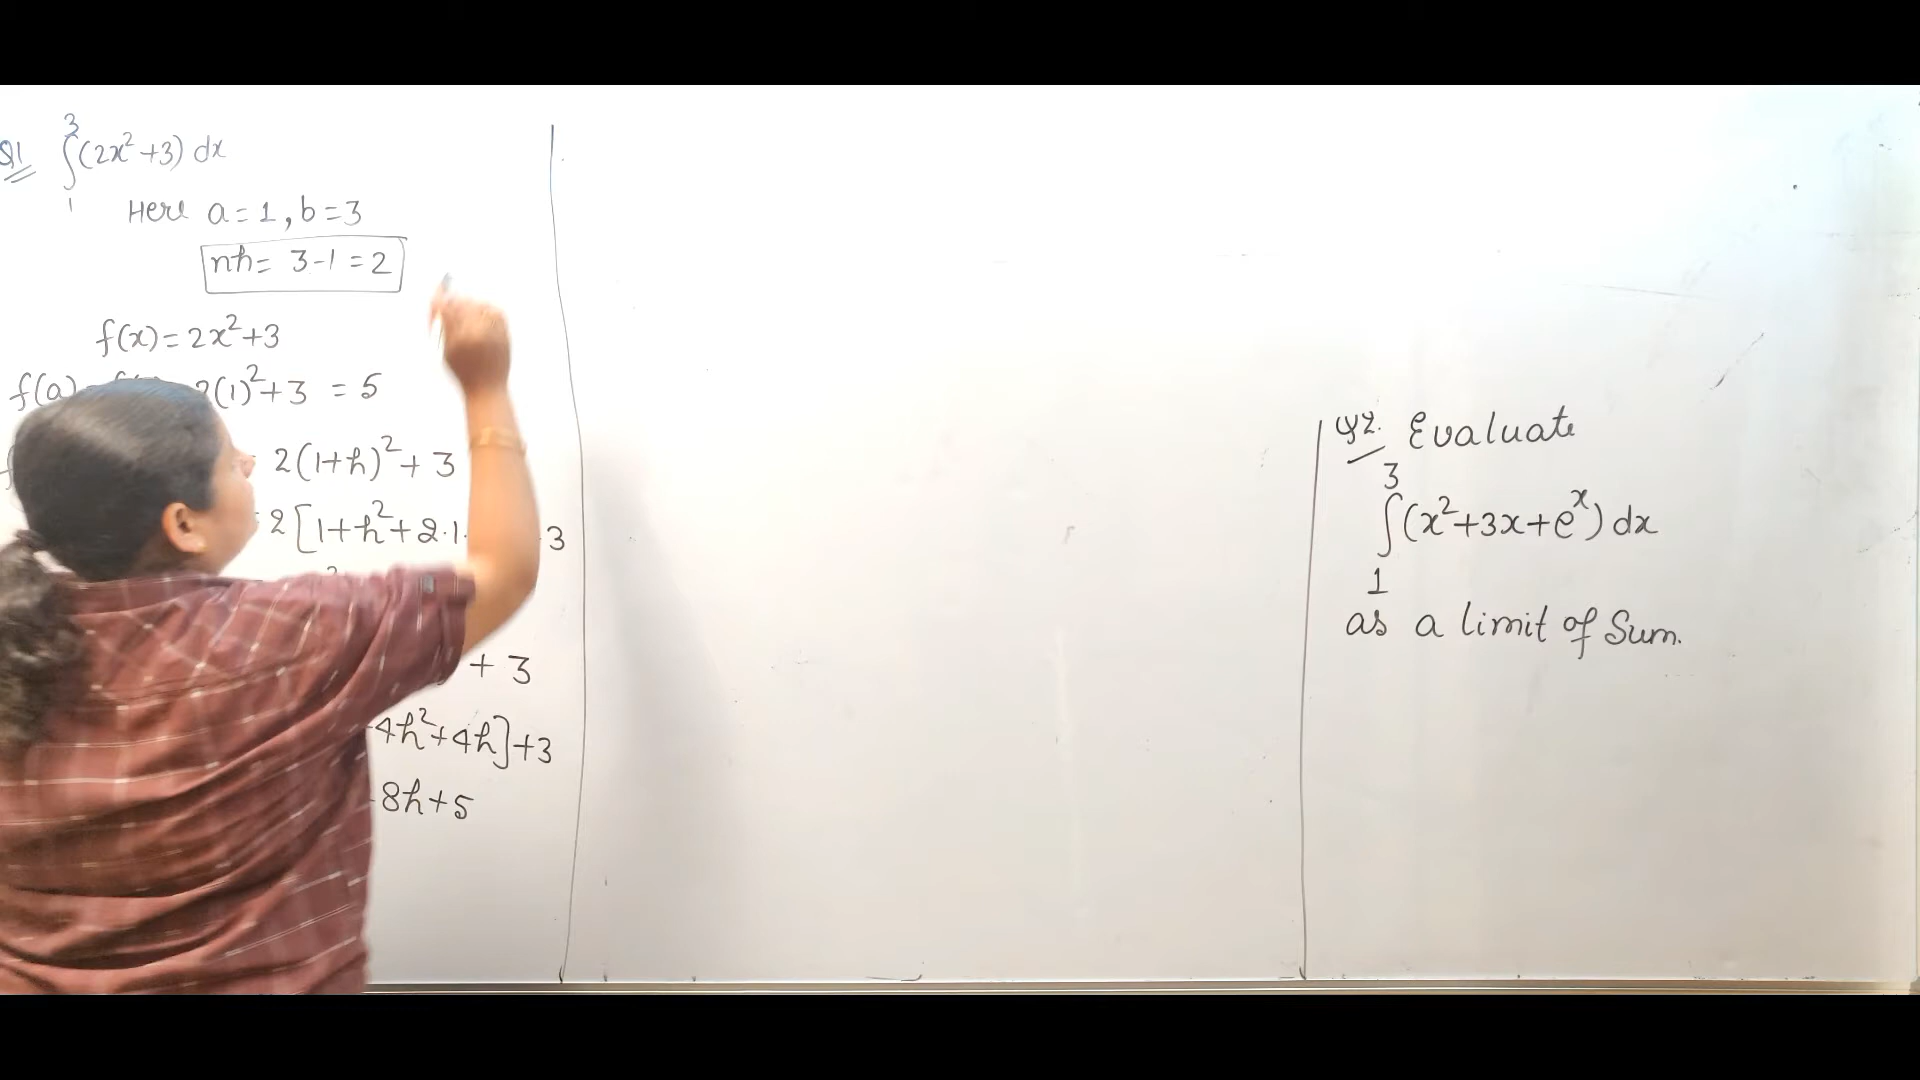 Q1 ∫₁³ (2x²+3) dx
Here a = 1, b = 3
nh = 3-1 = 2
f(x) = 2x²+3
f(a) 2(1)²+3 = 5
2(1+h)²+3
2[1+h²+2·1· 3
+ 3
4h²+4h]+3
8h+5
Q2. Evaluate
∫₁³ (x²+3x+eˣ) dx
as a limit of Sum.